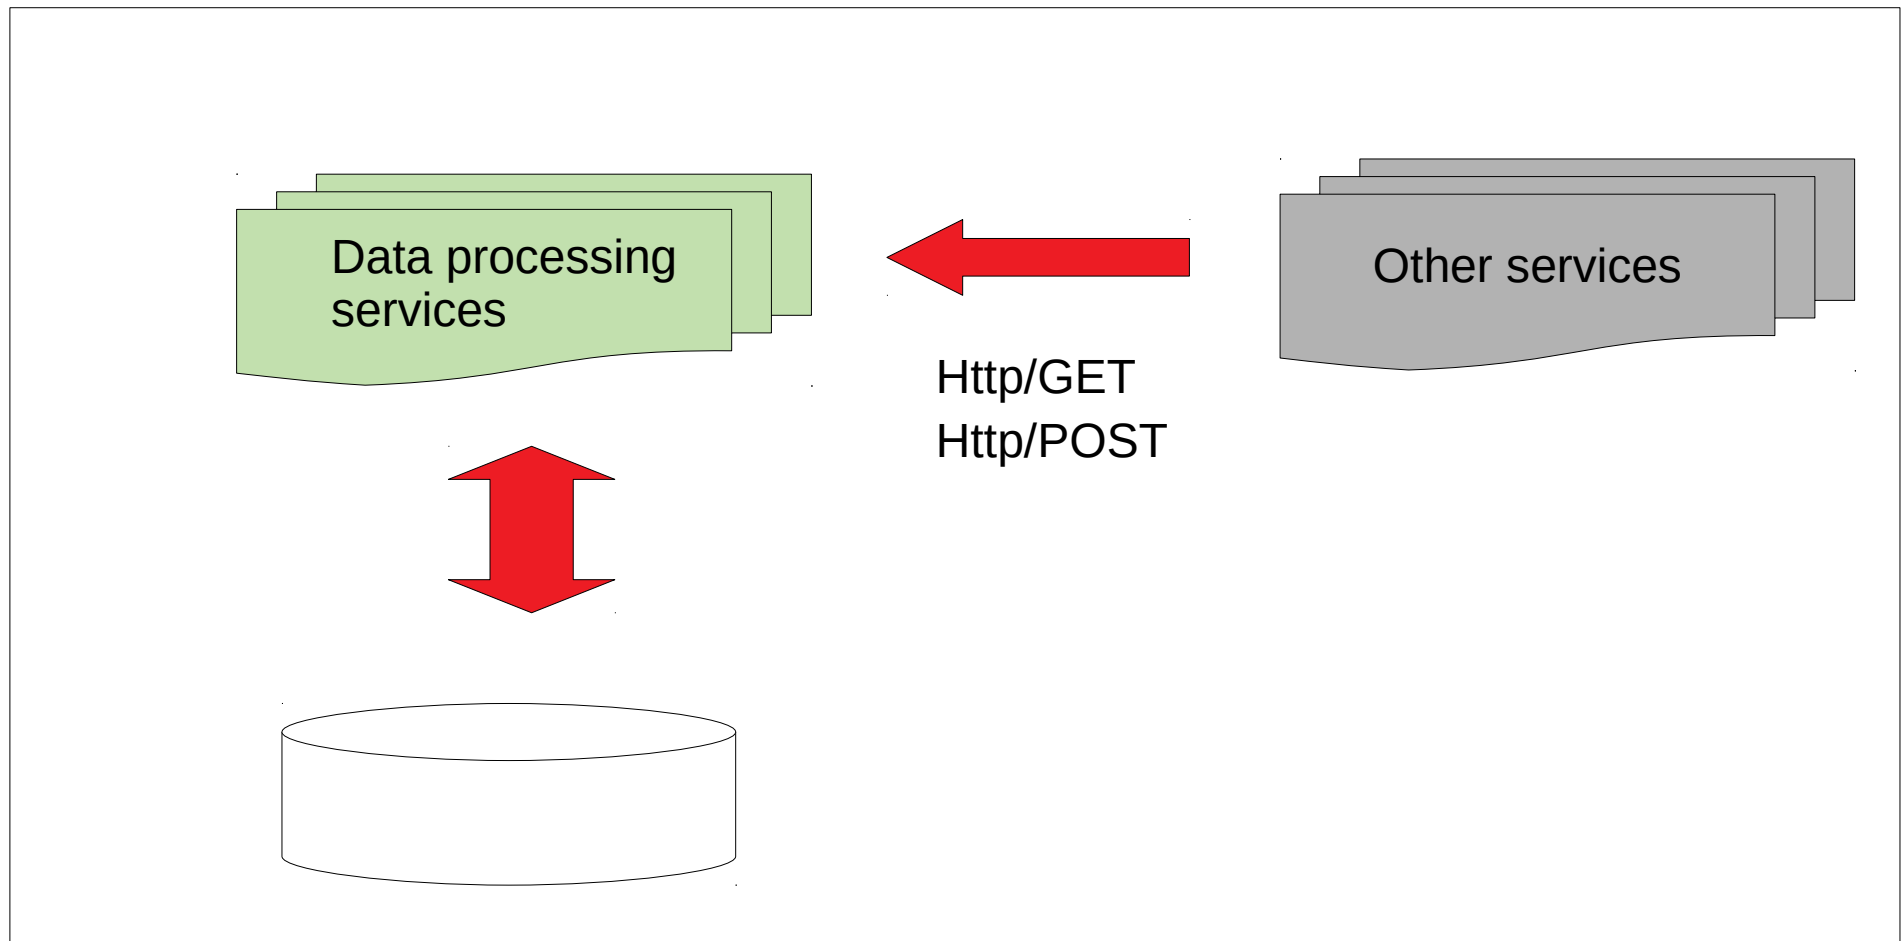 Data processing
services
Other services
Http/GET
Http/POST